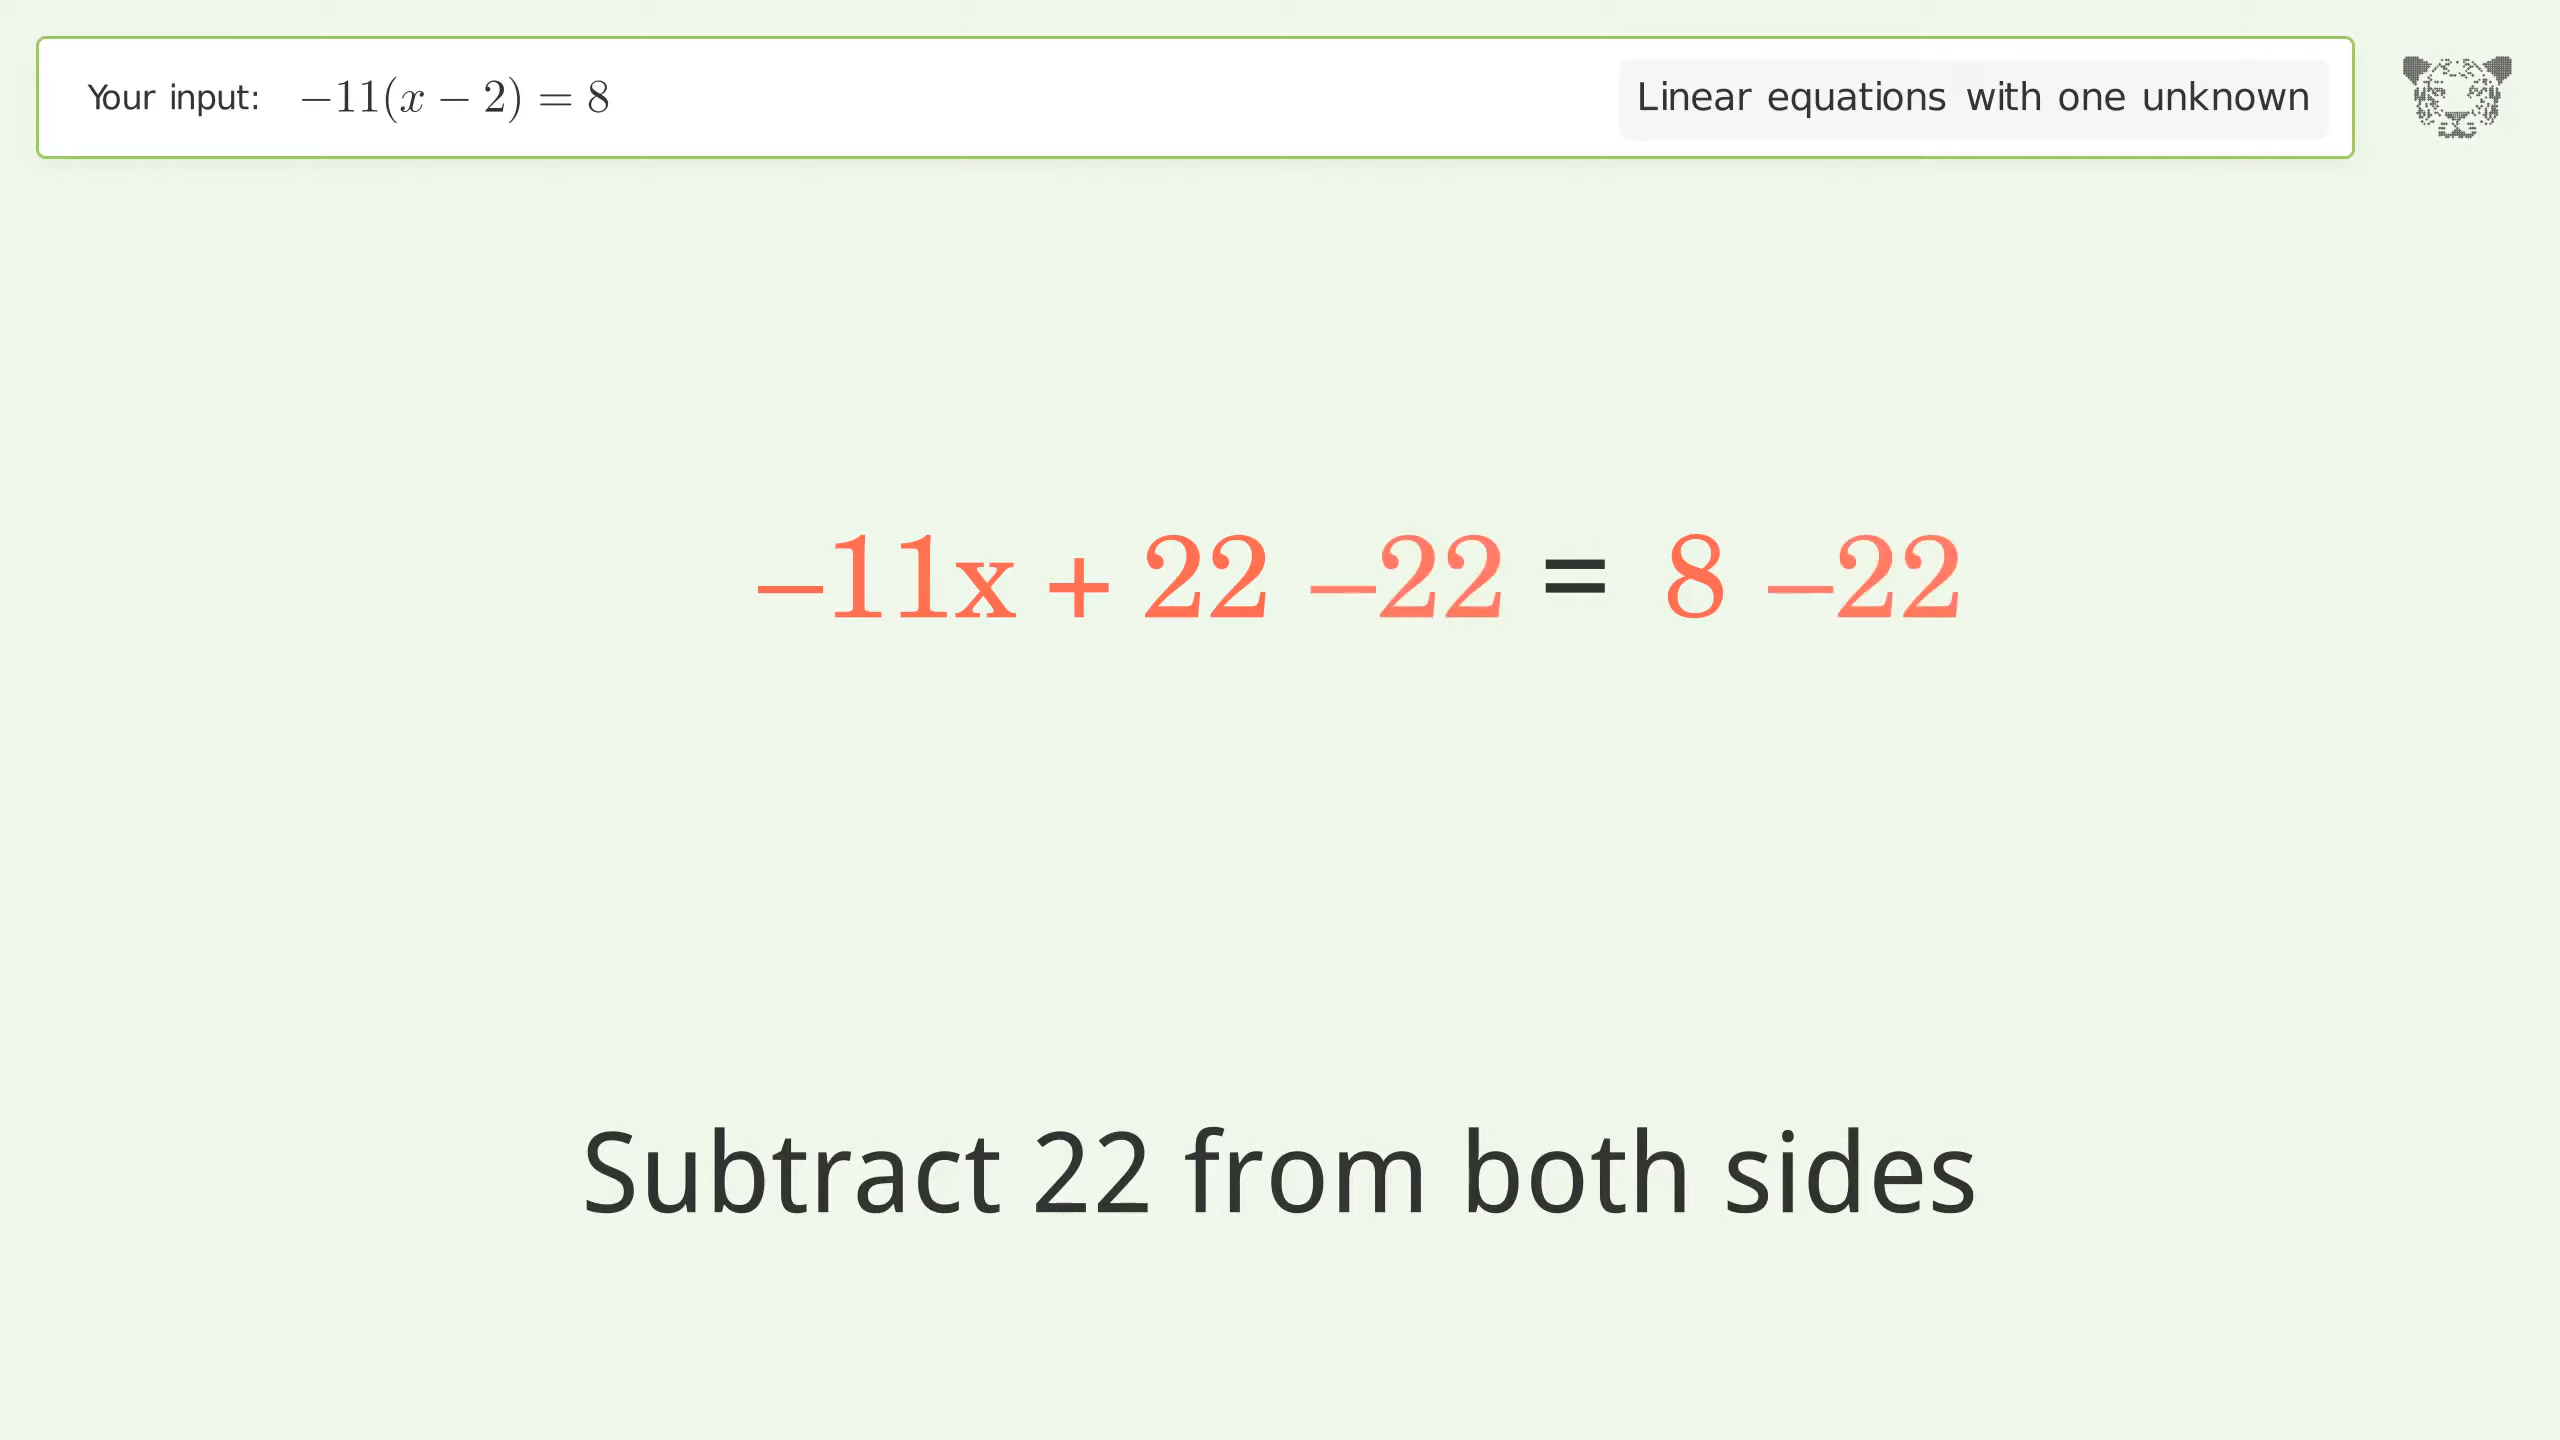 Your input: −11(x − 2) = 8
Linear equations with one unknown
−11x + 22 −22 = 8 −22
Subtract 22 from both sides